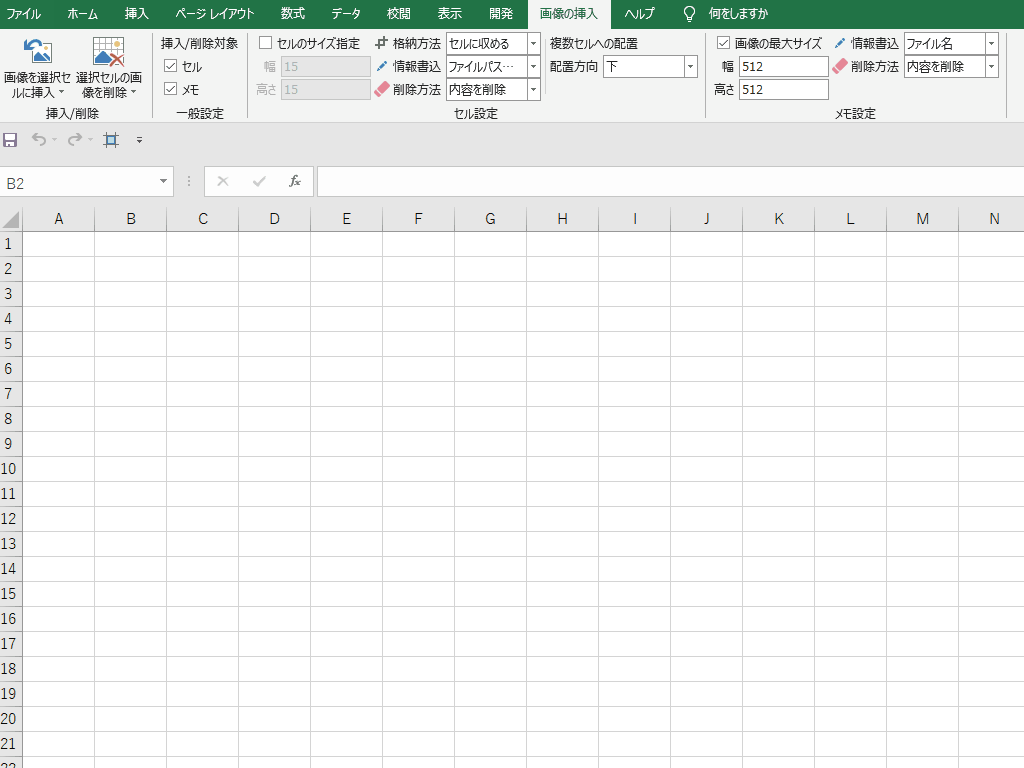 ファイル ホーム 挿入 ページ レイアウト 数式 データ 校閲 表示 開発 画像の挿入 ヘルプ 何をしますか
画像を選択セルに挿入
選択セルの画像を削除
挿入/削除
挿入/削除対象
セル
メモ
一般設定
セルのサイズ指定
幅 15
高さ 15
格納方法 セルに収める
情報書込 ファイルパス…
削除方法 内容を削除
複数セルへの配置
配置方向 下
セル設定
画像の最大サイズ
幅 512
高さ 512
情報書込 ファイル名
削除方法 内容を削除
メモ設定
B2
fx
A B C D E F G H I J K L M N
1
2
3
4
5
6
7
8
9
10
11
12
13
14
15
16
17
18
19
20
21
22